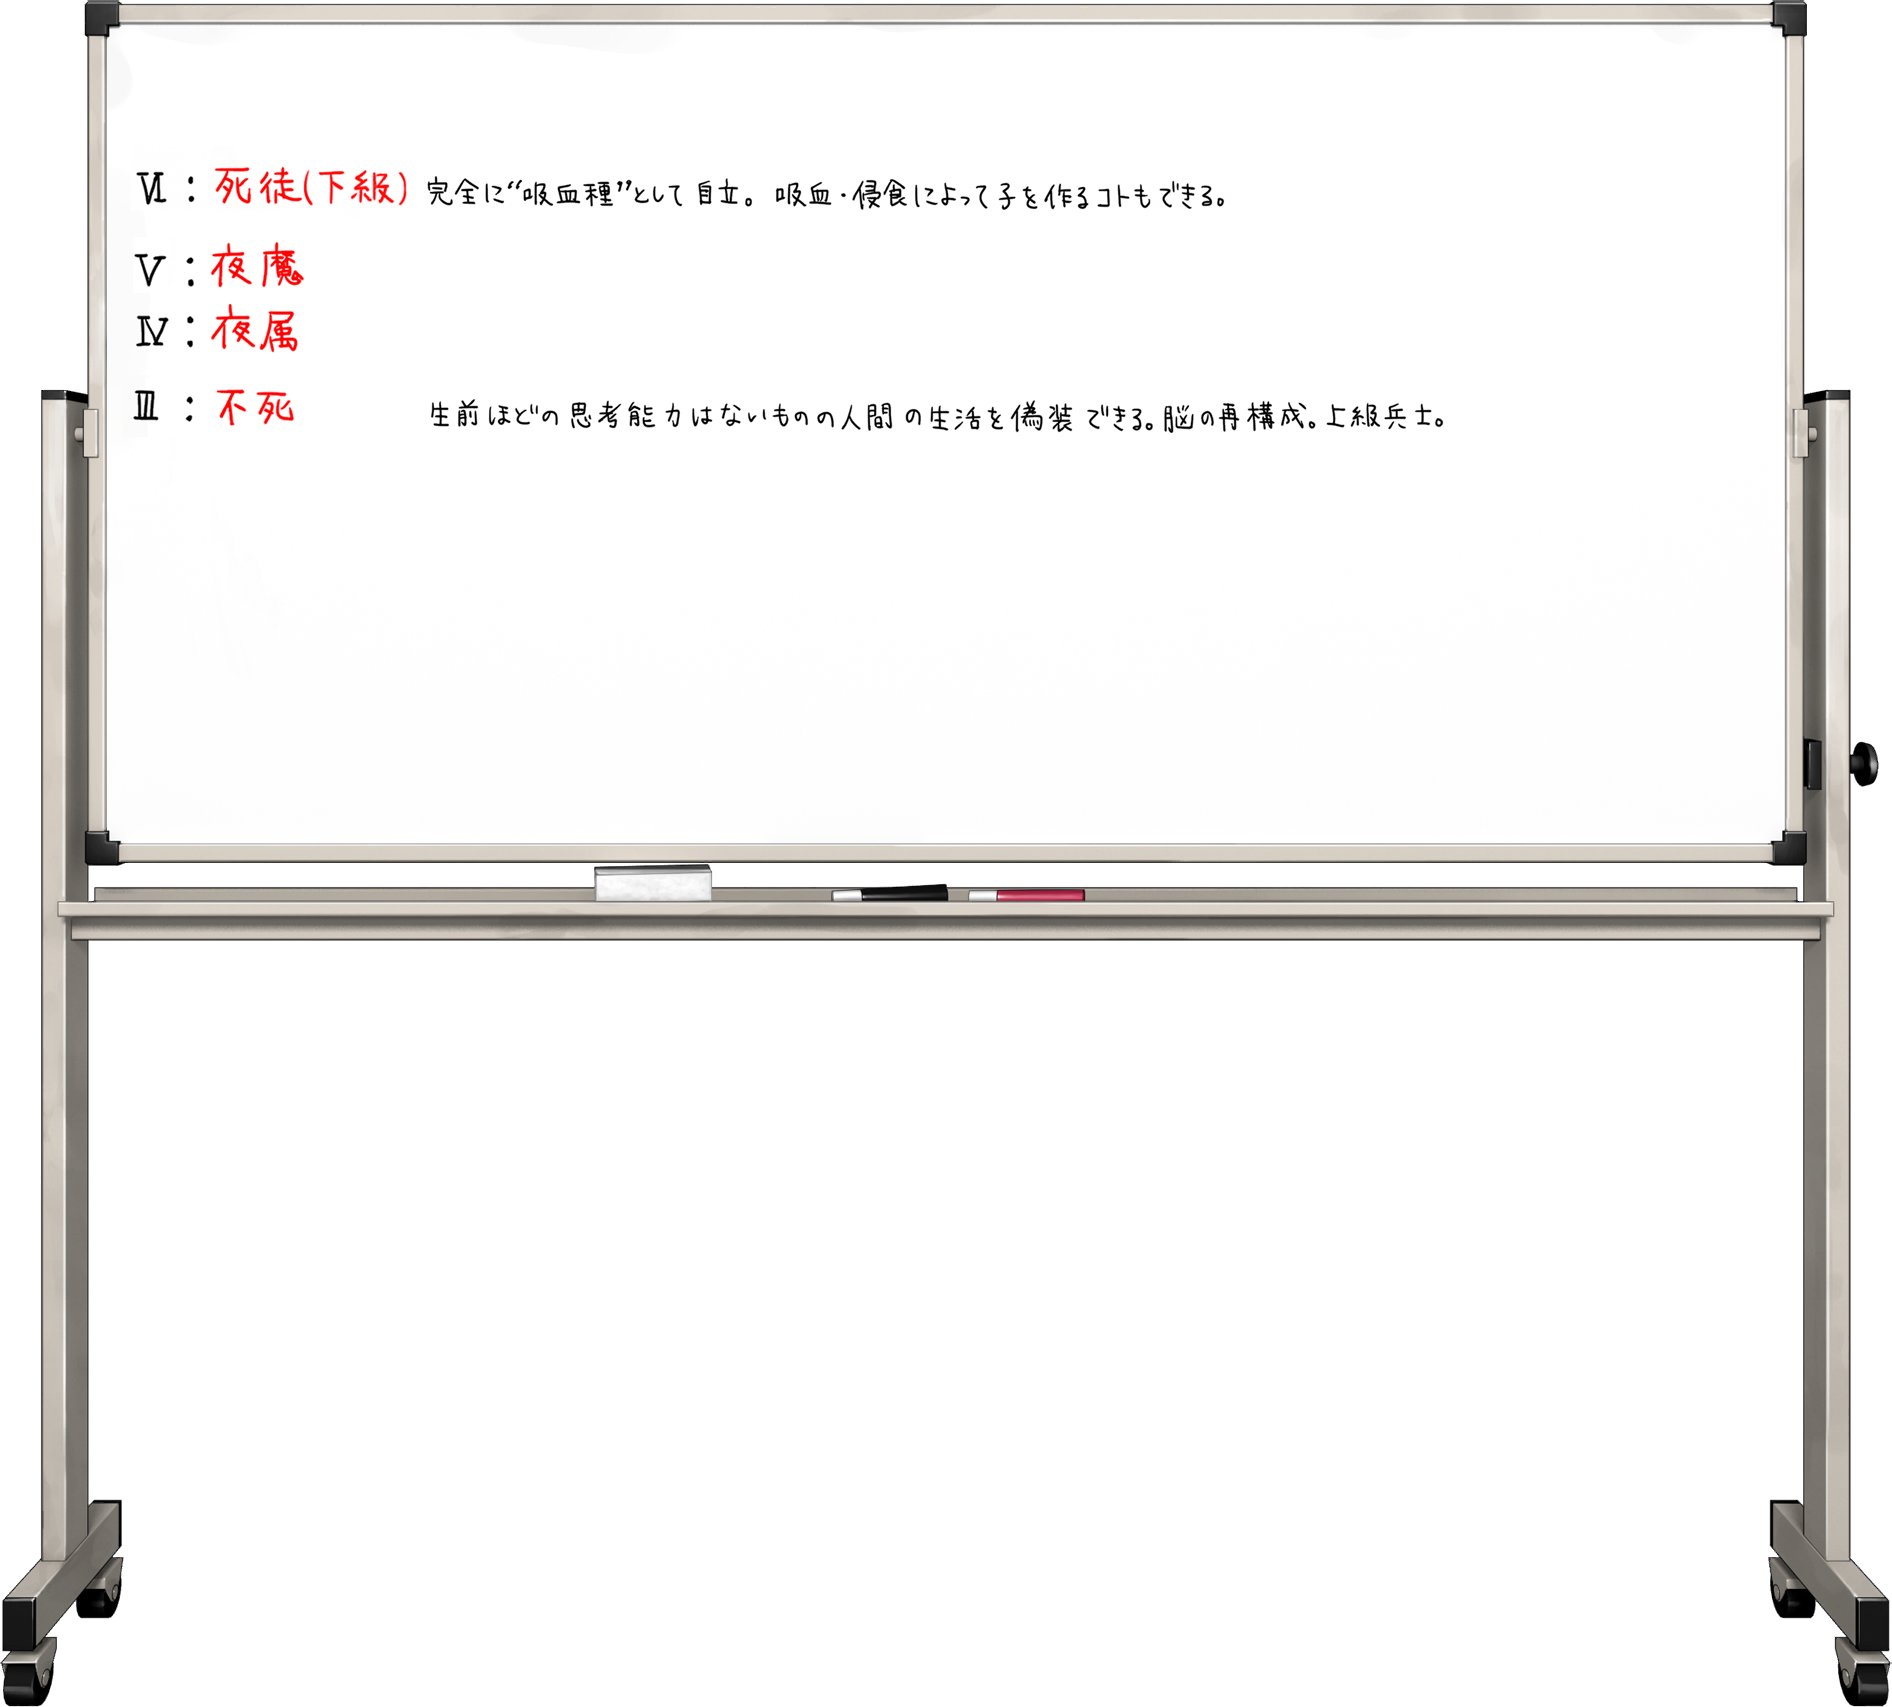 Ⅵ：死徒(下級) 完全に“吸血種”として自立。吸血・侵食によって子を作るコトもできる。
Ⅴ：夜魔
Ⅳ：夜属
Ⅲ：不死 生前ほどの思考能力はないものの人間の生活を偽装できる。脳の再構成。上級兵士。